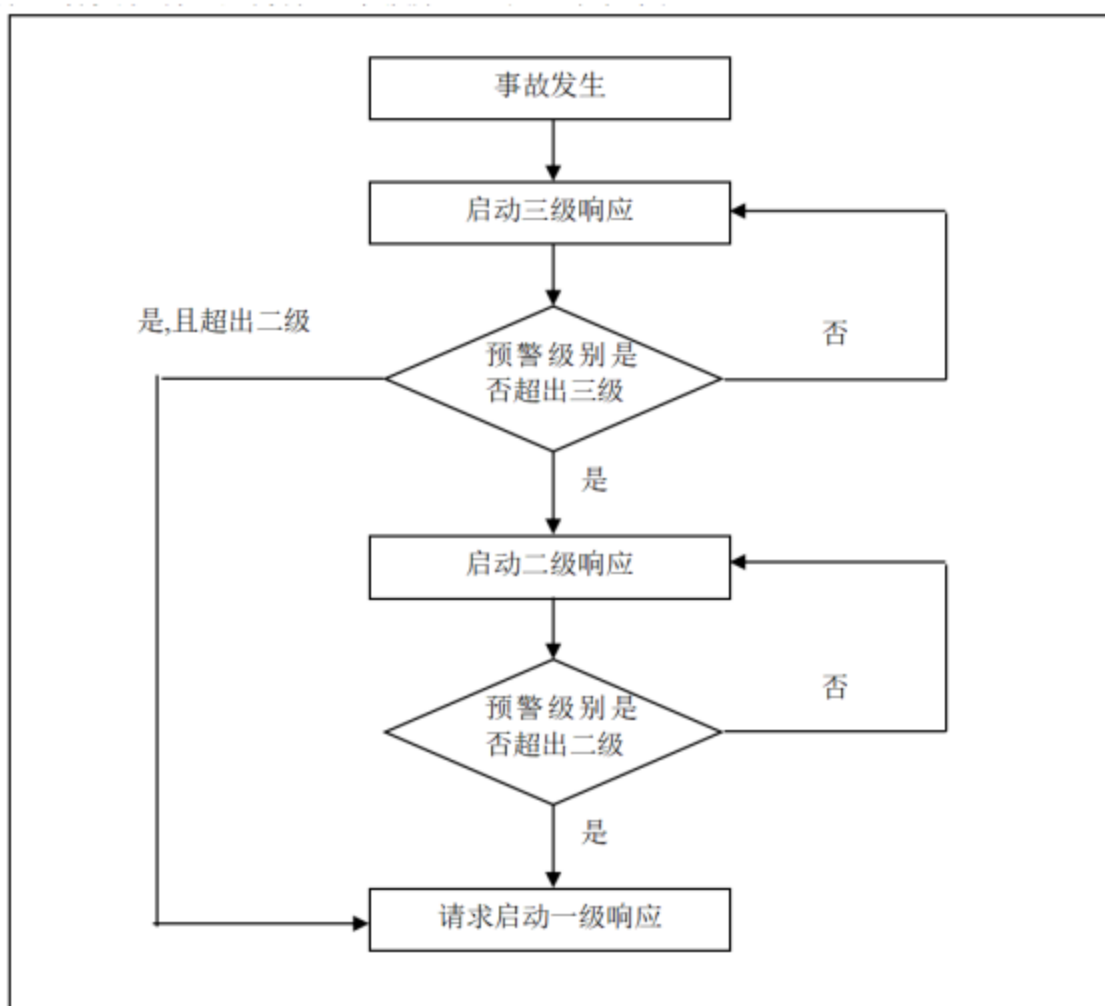 事故发生
启动三级响应
是,且超出二级
否
预警级别是
否超出三级
是
启动二级响应
否
预警级别是
否超出二级
是
请求启动一级响应